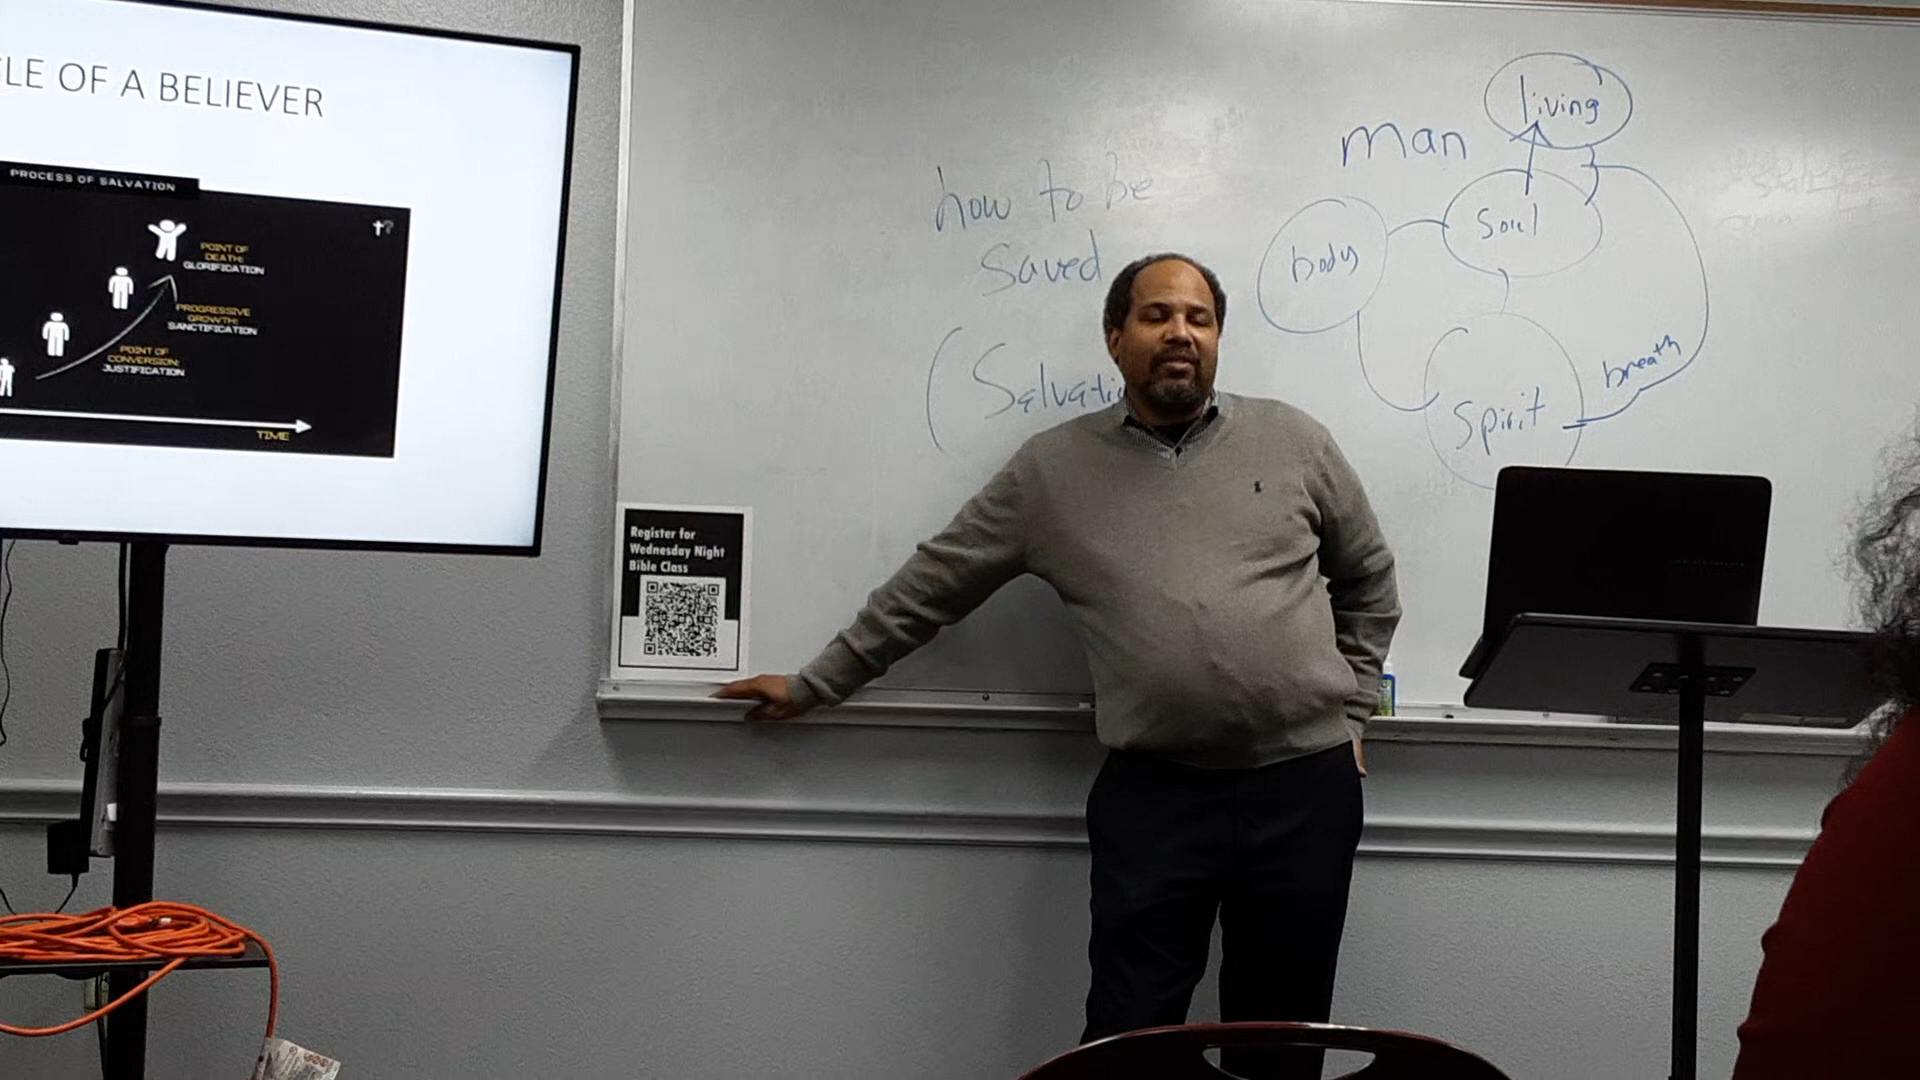 LE OF A BELIEVER
PROCESS OF SALVATION
POINT OF
DEATH:
GLORIFICATION
PROGRESSIVE
GROWTH:
SANCTIFICATION
POINT OF
CONVERSION:
JUSTIFICATION
TIME
Register for
Wednesday Night
Bible Class
how to be
saved
(Salvatio
man
living
body
soul
spirit
breath